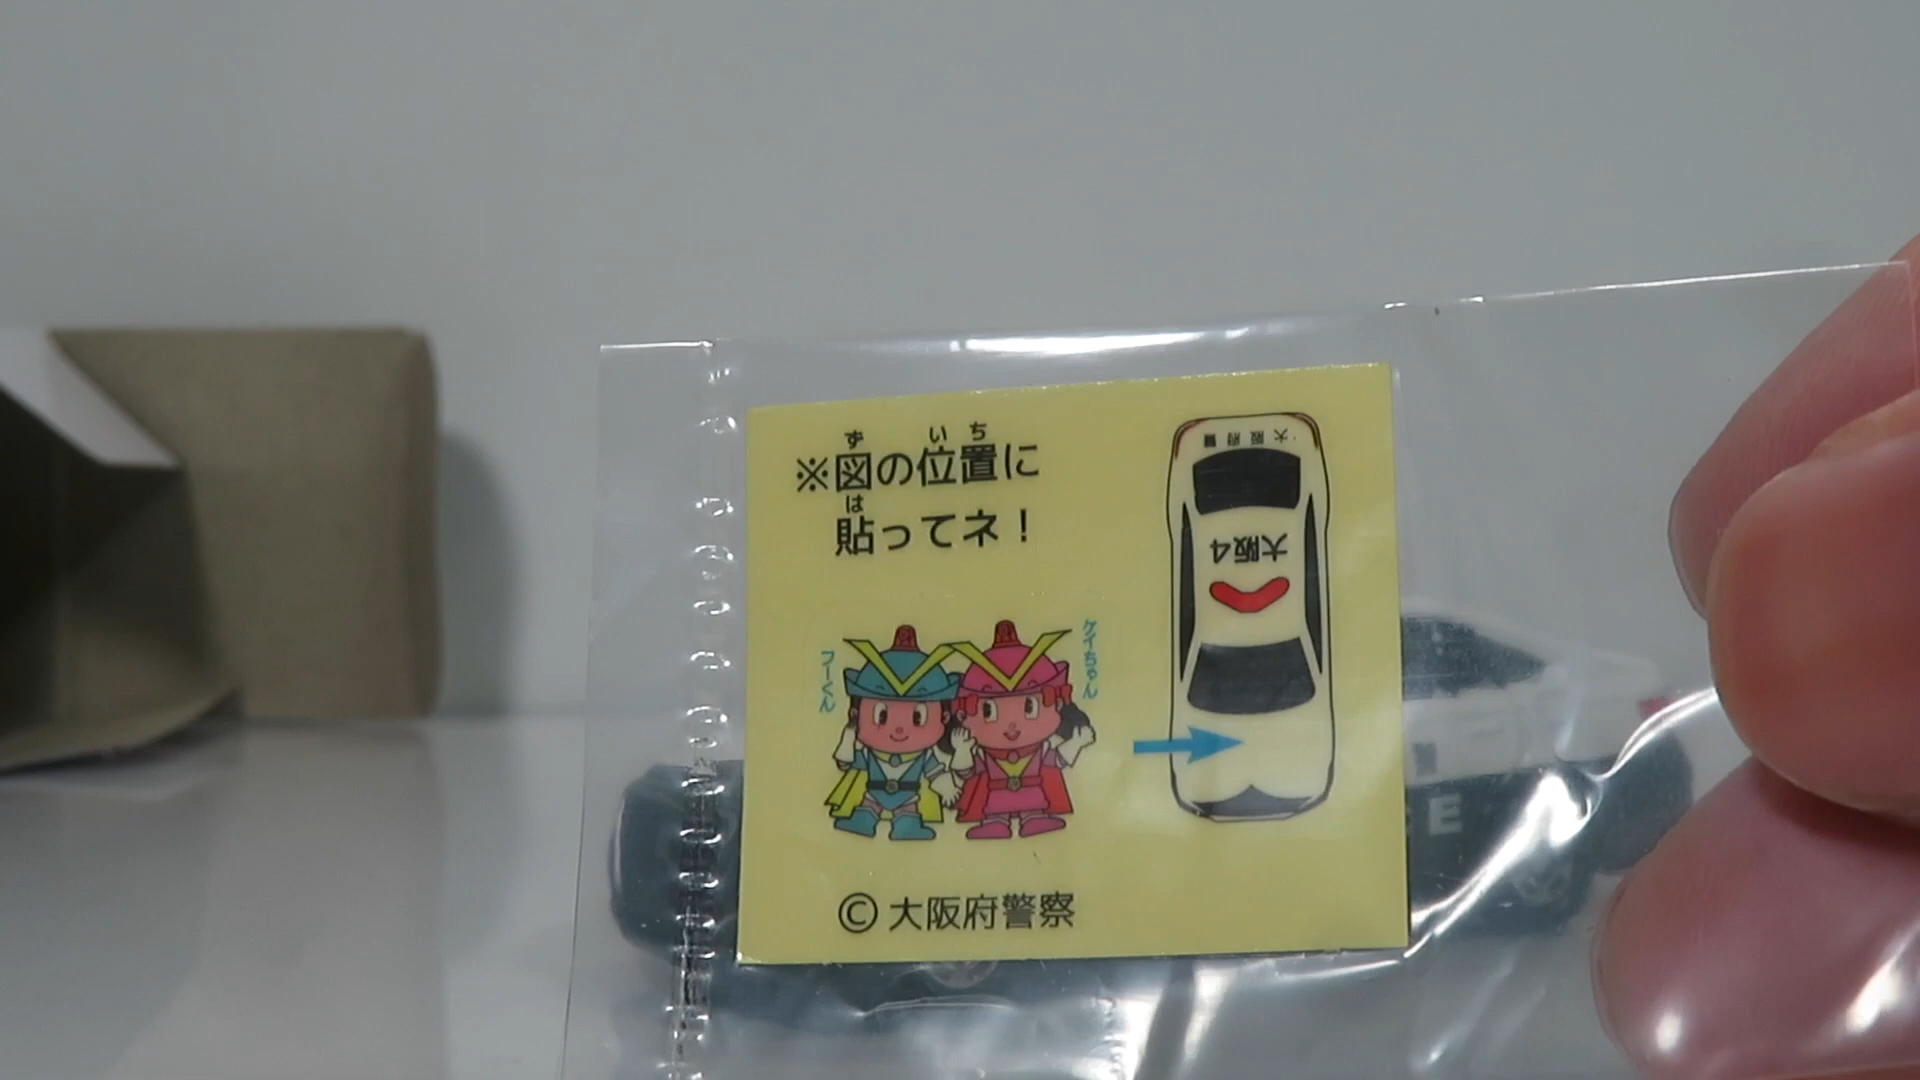 ず い ち
※図の位置に
は
貼ってネ!
大阪府警
大阪4
フーくん
ケイちゃん
© 大阪府警察
E